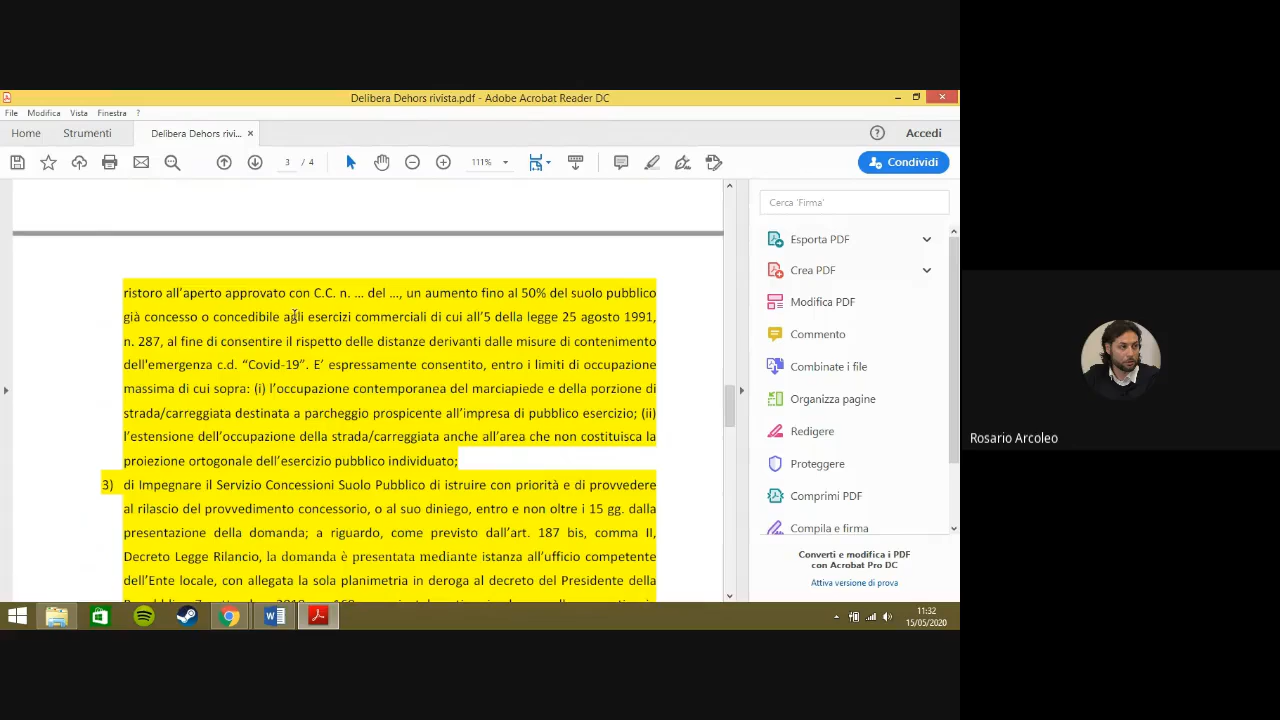 Delibera Dehors rivista.pdf - Adobe Acrobat Reader DC
File Modifica Vista Finestra ?
Home Strumenti Delibera Dehors rivi... × Accedi
3 / 4 111% Condividi
Cerca 'Firma'
Esporta PDF
Crea PDF
Modifica PDF
Commento
Combinate i file
Organizza pagine
Redigere
Proteggere
Comprimi PDF
Compila e firma
Converti e modifica i PDF
con Acrobat Pro DC
Attiva versione di prova
ristoro all'aperto approvato con C.C. n. ... del ..., un aumento fino al 50% del suolo pubblico
già concesso o concedibile agli esercizi commerciali di cui all'5 della legge 25 agosto 1991,
n. 287, al fine di consentire il rispetto delle distanze derivanti dalle misure di contenimento
dell'emergenza c.d. “Covid-19”. E' espressamente consentito, entro i limiti di occupazione
massima di cui sopra: (i) l'occupazione contemporanea del marciapiede e della porzione di
strada/carreggiata destinata a parcheggio prospicente all'impresa di pubblico esercizio; (ii)
l'estensione dell'occupazione della strada/carreggiata anche all'area che non costituisca la
proiezione ortogonale dell'esercizio pubblico individuato;
3) di Impegnare il Servizio Concessioni Suolo Pubblico di istruire con priorità e di provvedere
al rilascio del provvedimento concessorio, o al suo diniego, entro e non oltre i 15 gg. dalla
presentazione della domanda; a riguardo, come previsto dall'art. 187 bis, comma II,
Decreto Legge Rilancio, la domanda è presentata mediante istanza all'ufficio competente
dell'Ente locale, con allegata la sola planimetria in deroga al decreto del Presidente della
11:32
15/05/2020
Rosario Arcoleo